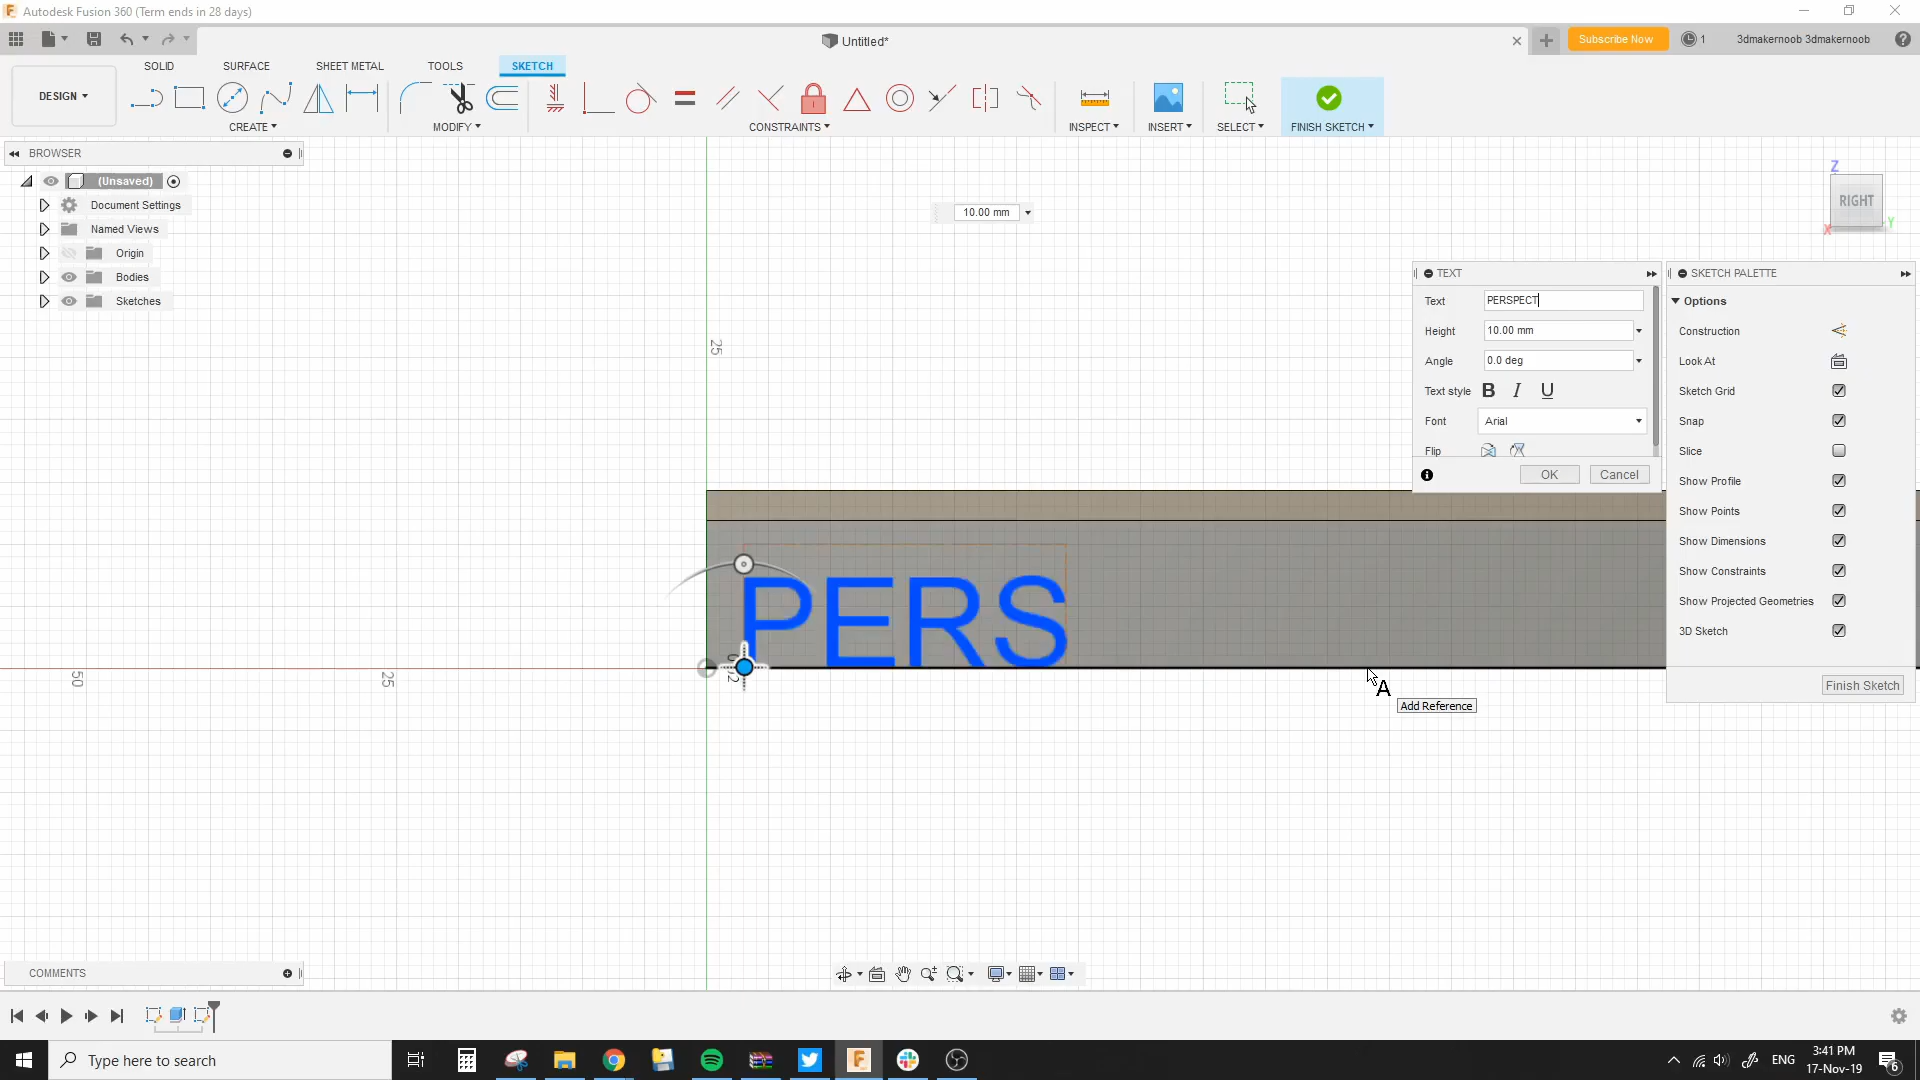 Autodesk Fusion 360 (Term ends in 28 days)
Untitled*
Subscribe Now
1
3dmakernoob 3dmakernoob
SOLID
SURFACE
SHEET METAL
TOOLS
SKETCH
DESIGN
CREATE
MODIFY
CONSTRAINTS
INSPECT
INSERT
SELECT
FINISH SKETCH
BROWSER
(Unsaved)
Document Settings
Named Views
Origin
Bodies
Sketches
10.00 mm
Z
RIGHT
X
Y
25
TEXT
Text PERSPECT
Height 10.00 mm
Angle 0.0 deg
Text style B I U
Font Arial
Flip
OK Cancel
SKETCH PALETTE
Options
Construction
Look At
Sketch Grid
Snap
Slice
Show Profile
Show Points
Show Dimensions
Show Constraints
Show Projected Geometries
3D Sketch
Finish Sketch
PERS
50
25
A
Add Reference
COMMENTS
Type here to search
ENG
3:41 PM
17-Nov-19
6